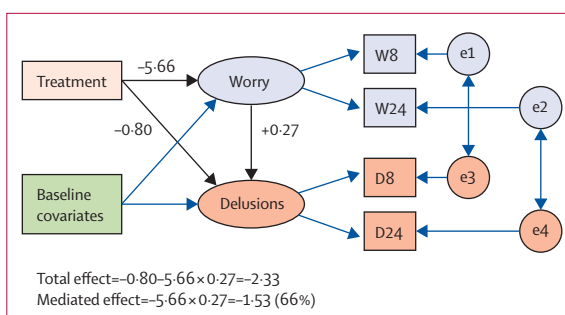 Treatment
–5·66
Worry
W8
e1
W24
e2
–0·80
+0·27
Baseline
covariates
Delusions
D8
e3
D24
e4
Total effect=–0·80–5·66×0·27=–2·33
Mediated effect=–5·66×0·27=–1·53 (66%)